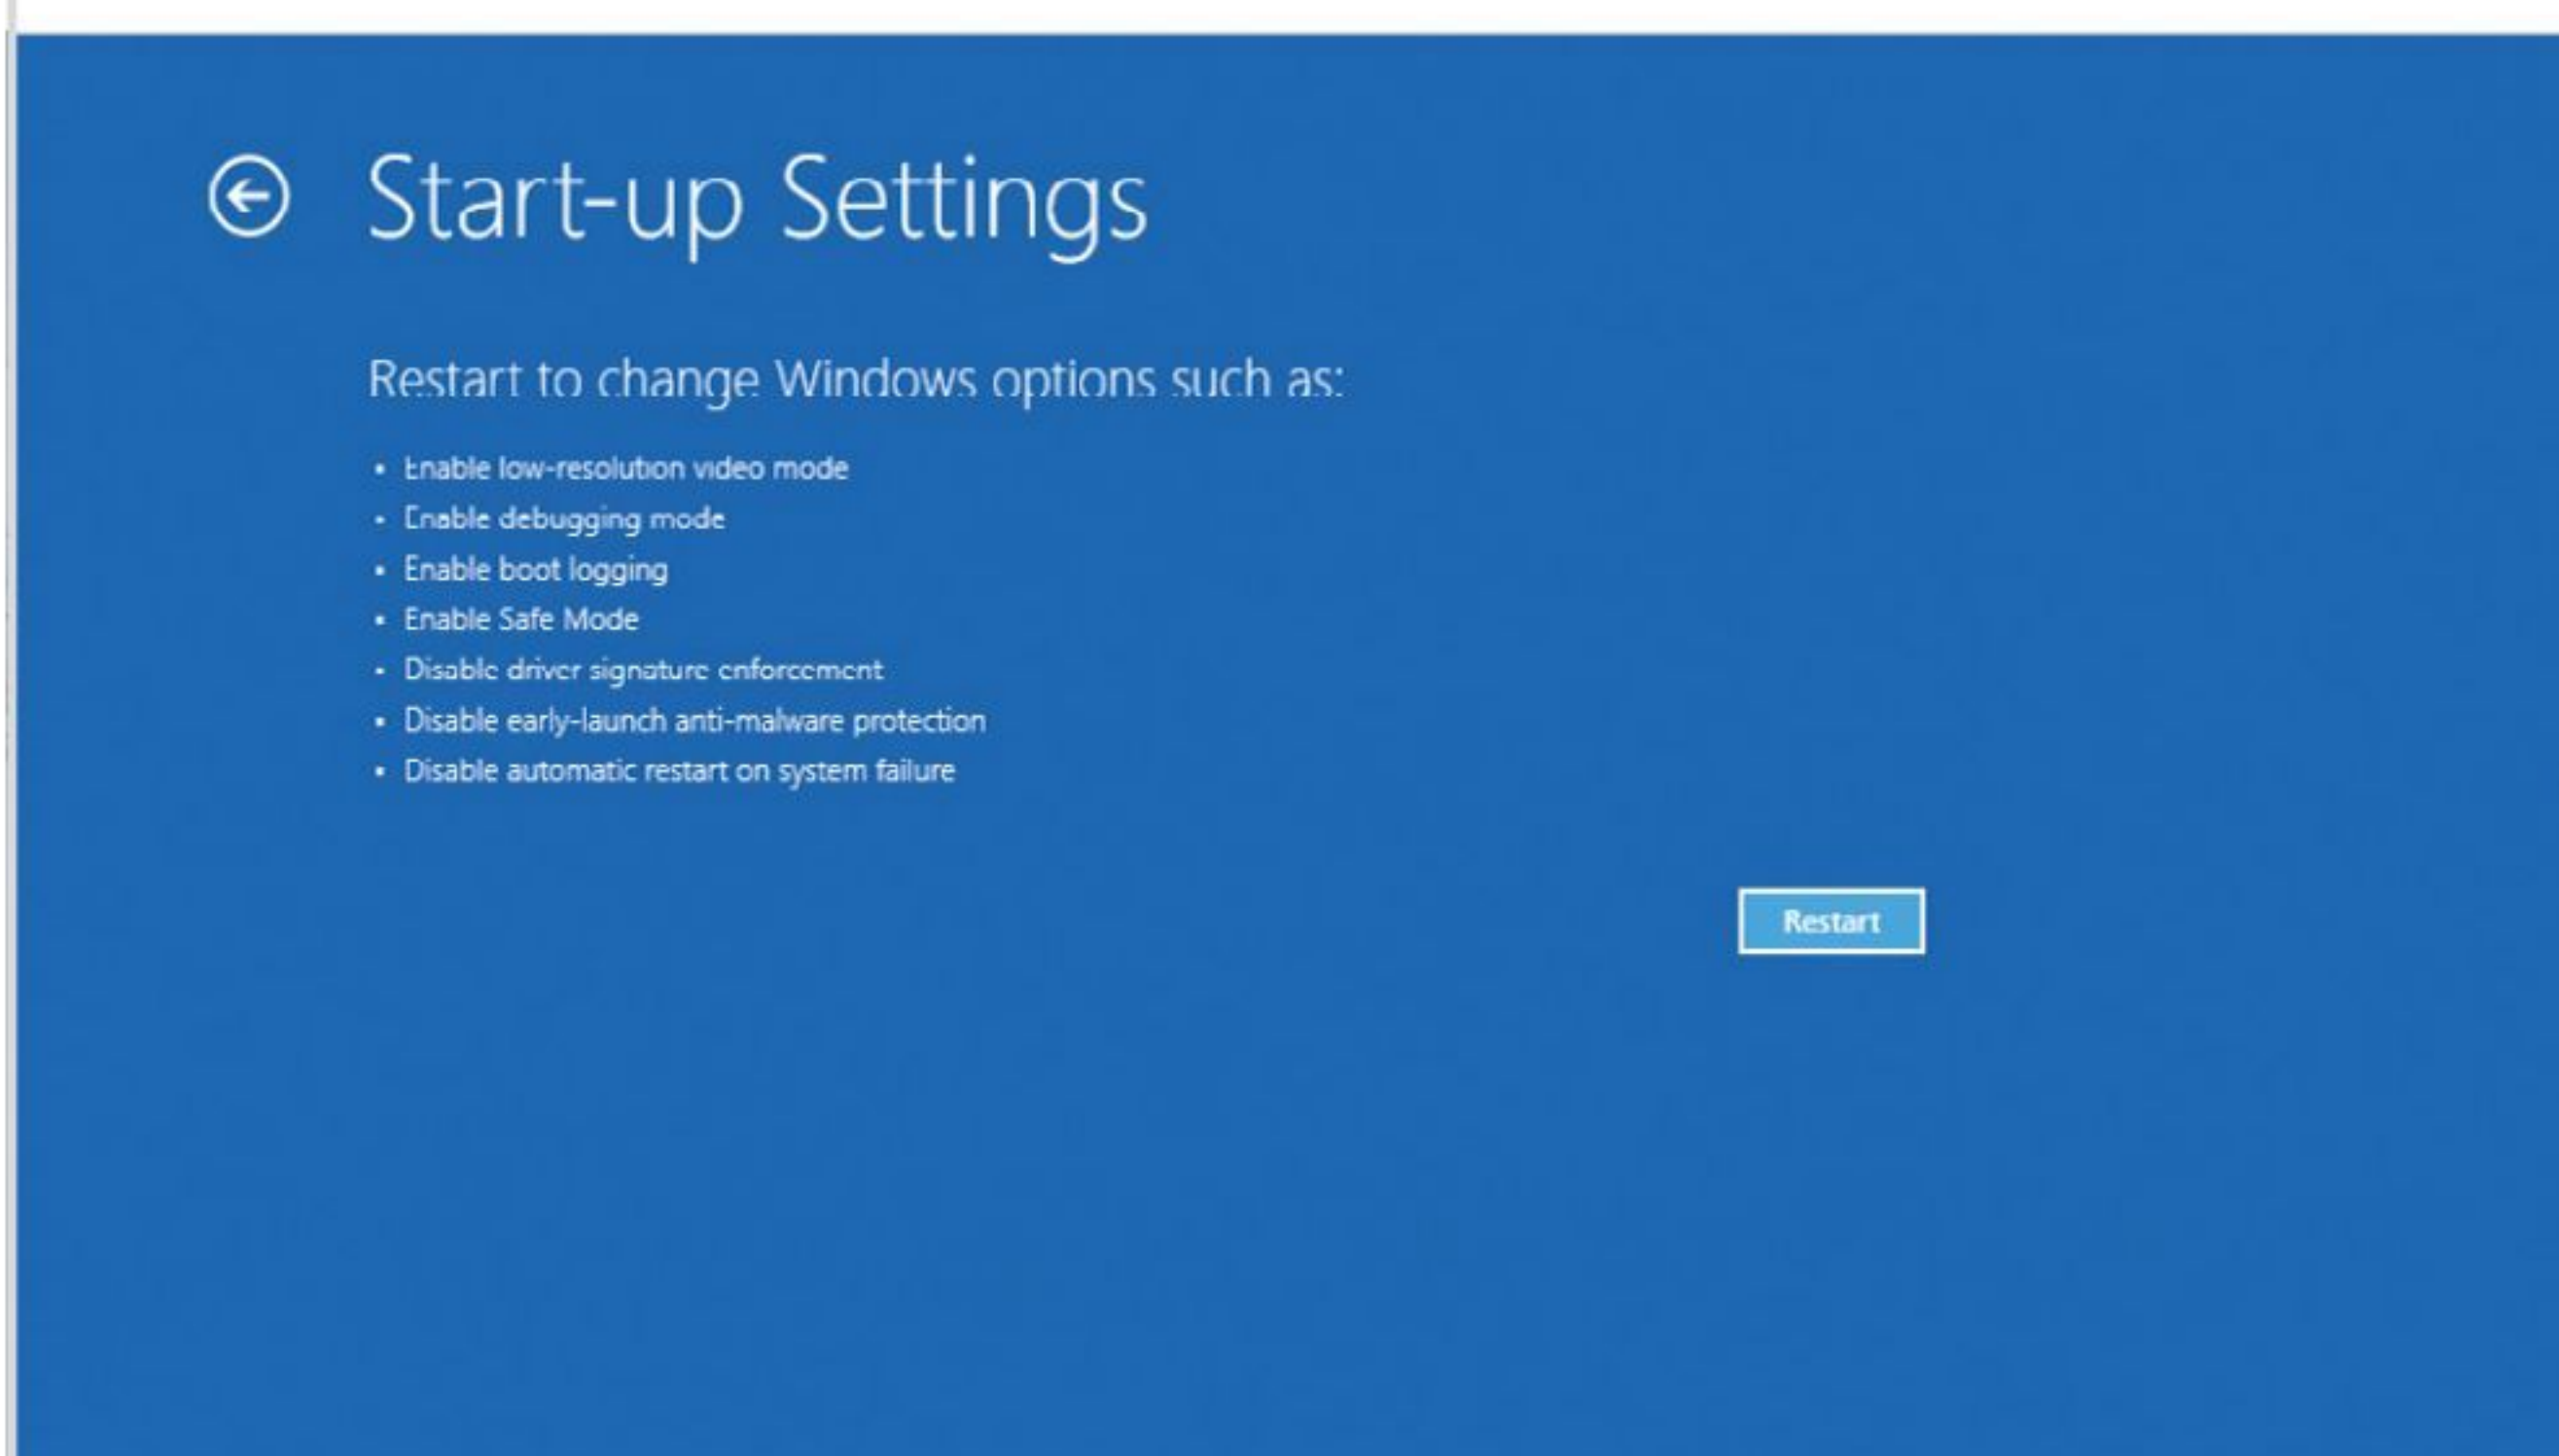 Start-up Settings
Restart to change Windows options such as:
• Enable low-resolution video mode
• Enable debugging mode
• Enable boot logging
• Enable Safe Mode
• Disable driver signature enforcement
• Disable early-launch anti-malware protection
• Disable automatic restart on system failure
Restart